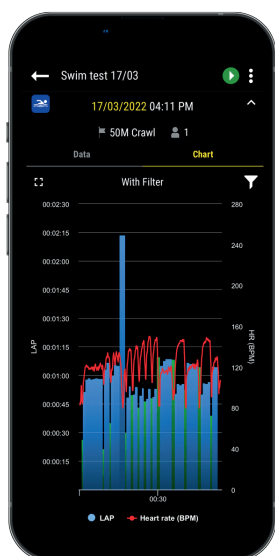 Swim test 17/03
17/03/2022 04:11 PM
50M Crawl 1
Data Chart
With Filter
00:02:30 280
00:02:15
240
00:02:00
200
00:01:45
00:01:30
160
00:01:15
LAP HR (BPM)
00:01:00 120
00:00:45
80
00:00:30
40
00:00:15
0
00:30
LAP Heart rate (BPM)